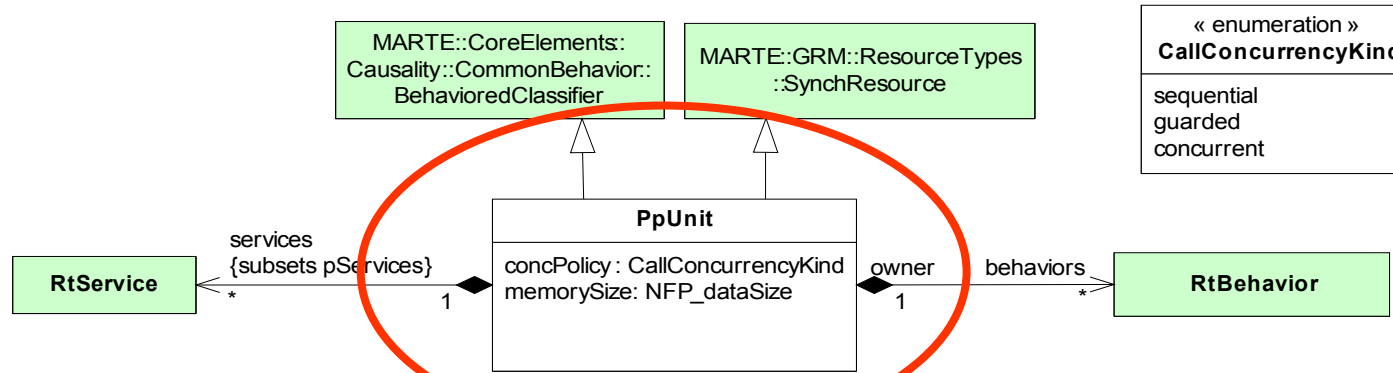 MARTE::CoreElements::
Causality::CommonBehavior::
BehavioredClassifier
MARTE::GRM::ResourceTypes
::SynchResource
« enumeration »
CallConcurrencyKind
sequential
guarded
concurrent
PpUnit
concPolicy : CallConcurrencyKind
memorySize: NFP_dataSize
services
{subsets pServices}
*
1
RtService
owner
1
behaviors
*
RtBehavior